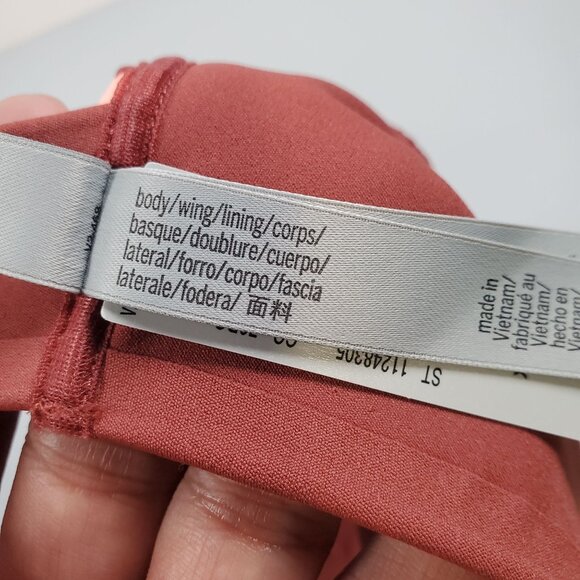 body/wing/lining/corps/
basque/doublure/cuerpo/
lateral/forro/corpo/fascia
laterale/fodera/ 面料
made in
Vietnam/
fabriqué au
Vietnam/
hecho en
ST 11248305